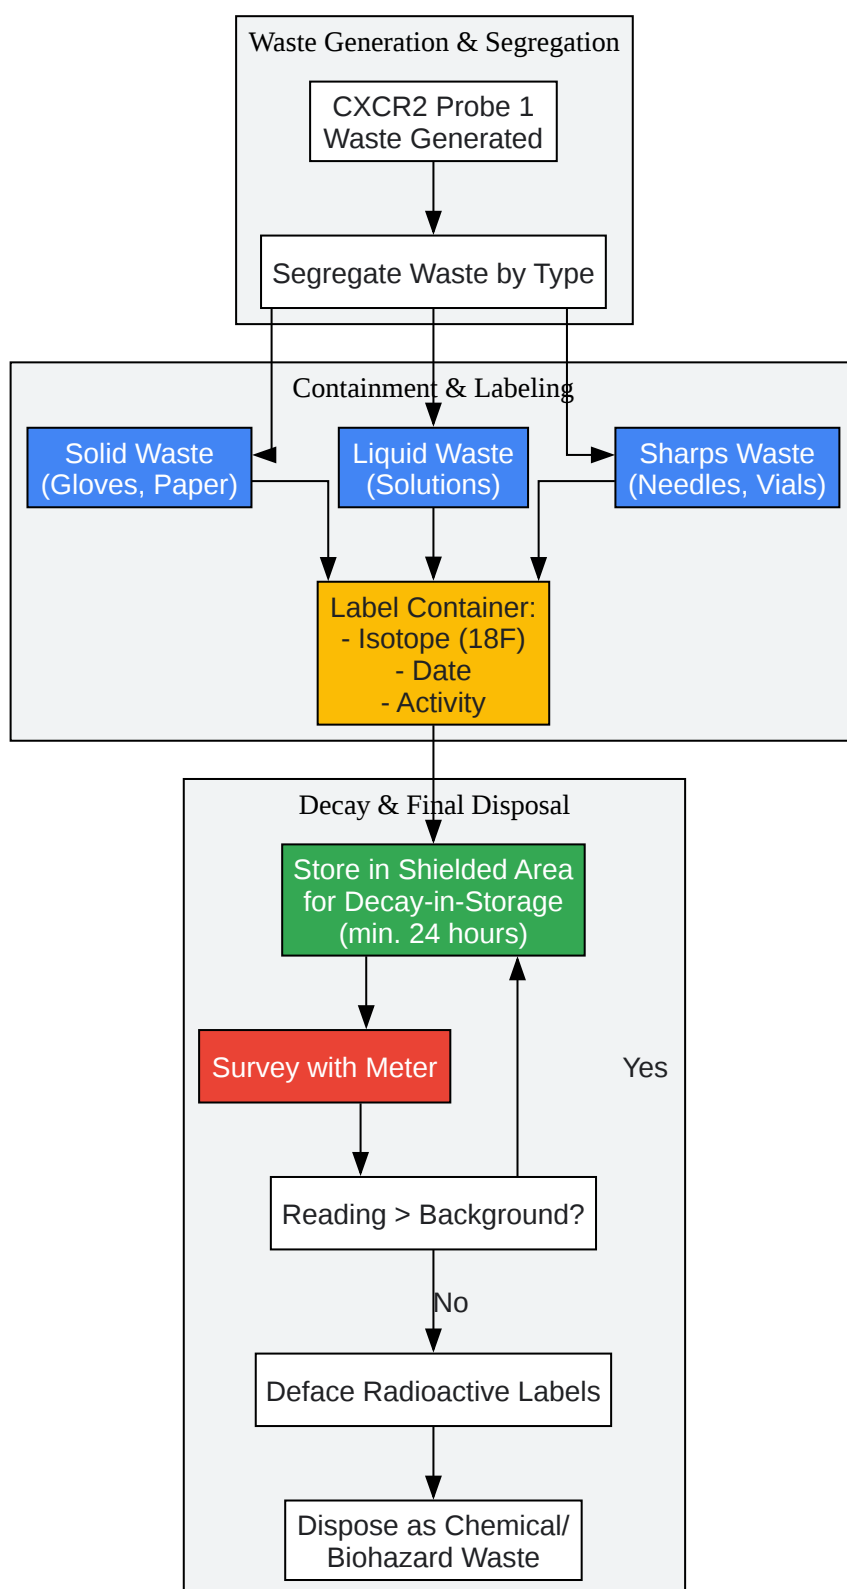 Waste Generation & Segregation
CXCR2 Probe 1
Waste Generated
Segregate Waste by Type
Containment & Labeling
Solid Waste
(Gloves, Paper)
Liquid Waste
(Solutions)
Sharps Waste
(Needles, Vials)
Label Container:
- Isotope (18F)
- Date
- Activity
Decay & Final Disposal
Store in Shielded Area
for Decay-in-Storage
(min. 24 hours)
Survey with Meter
Yes
Reading > Background?
No
Deface Radioactive Labels
Dispose as Chemical/
Biohazard Waste